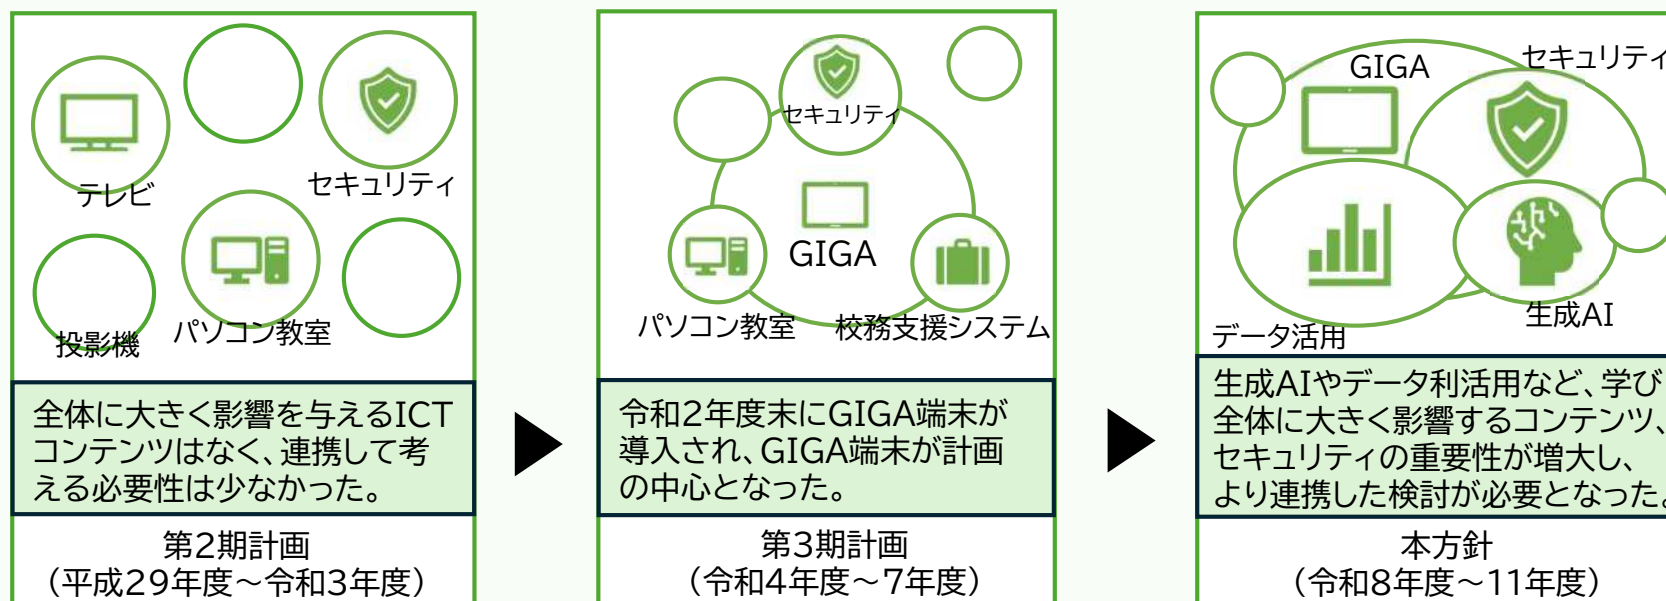 テレビ
セキュリティ
投影機
パソコン教室
全体に大きく影響を与えるICT
コンテンツはなく、連携して考
える必要性は少なかった。
第2期計画
（平成29年度～令和3年度）
セキュリティ
GIGA
パソコン教室
校務支援システム
令和2年度末にGIGA端末が
導入され、GIGA端末が計画
の中心となった。
第3期計画
（令和4年度～7年度）
GIGA
セキュリティ
データ活用
生成AI
生成AIやデータ利活用など、学び
全体に大きく影響するコンテンツ、
セキュリティの重要性が増大し、
より連携した検討が必要となった。
本方針
（令和8年度～11年度）